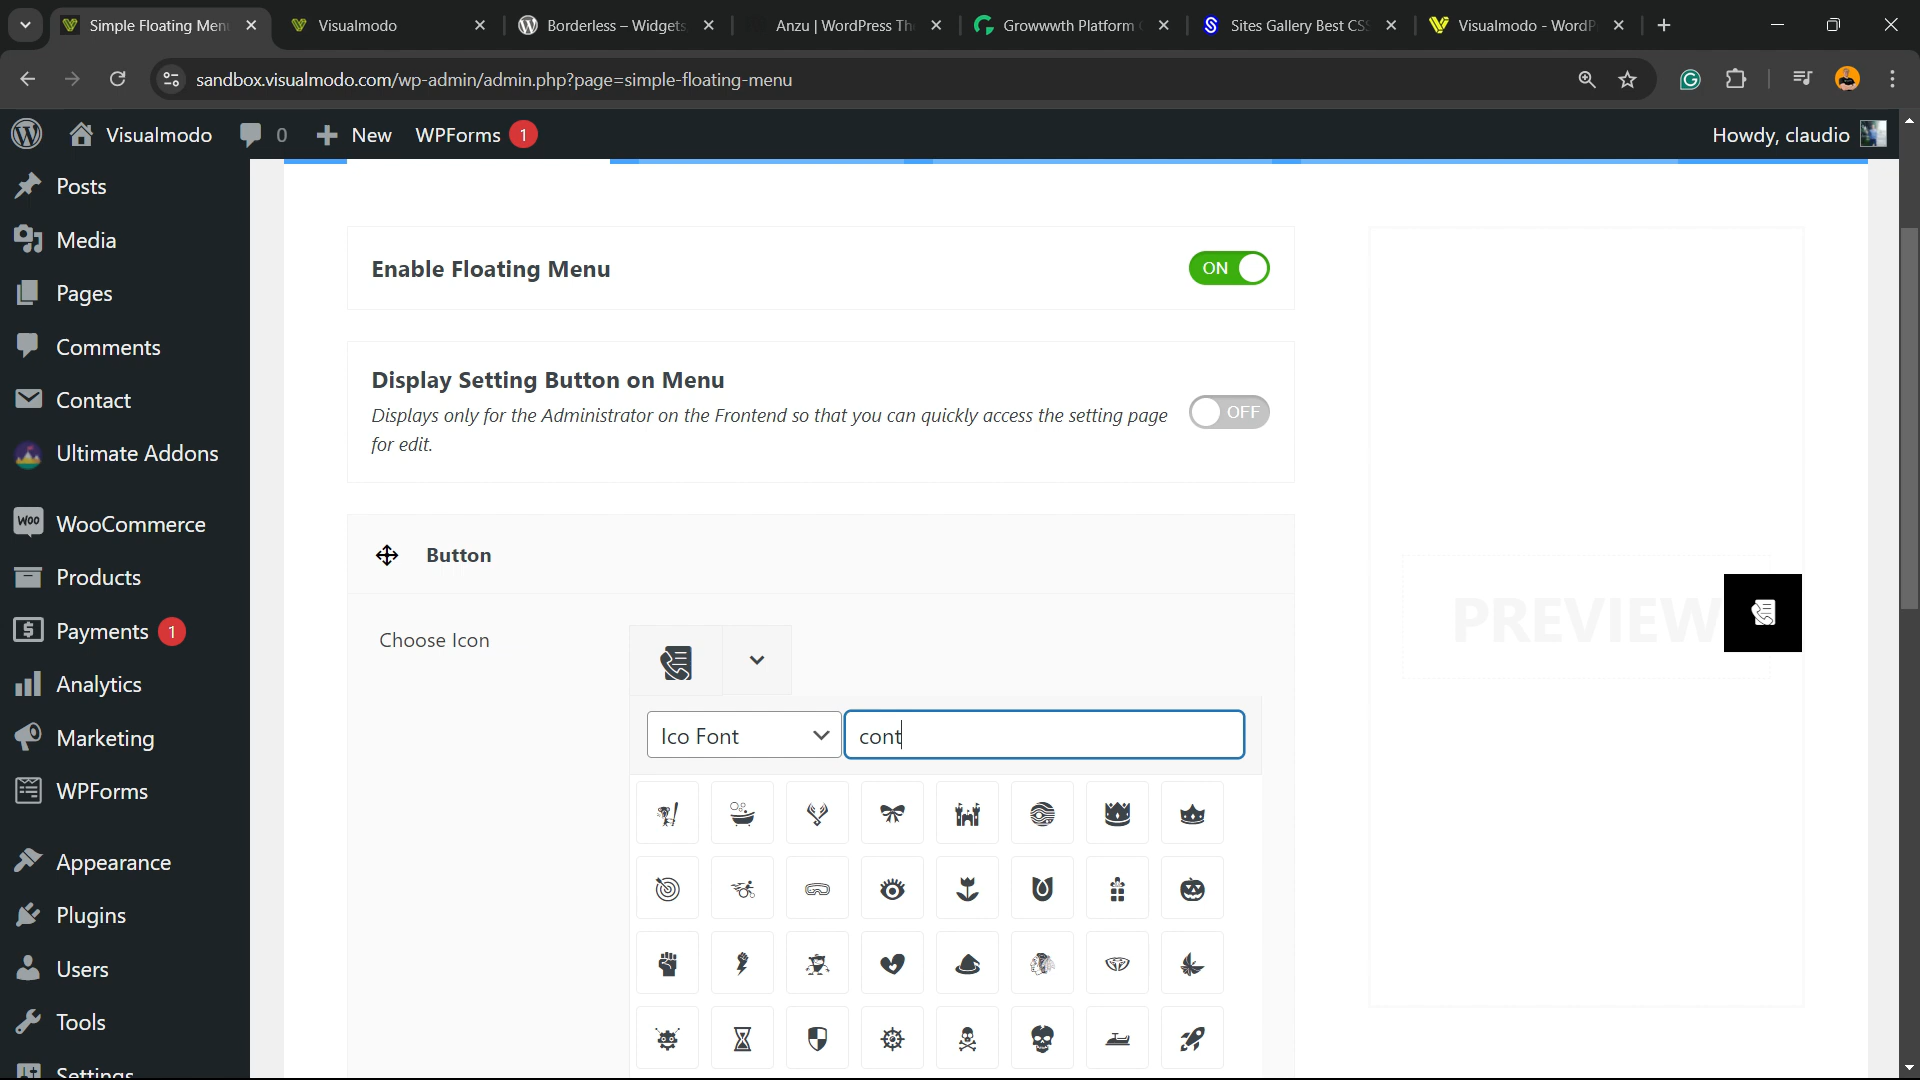 Simple Floating Men
Visualmodo
Borderless – Widgets
Anzu | WordPress Th
Growwwth Platform
Sites Gallery Best CSS
Visualmodo - WordP
sandbox.visualmodo.com/wp-admin/admin.php?page=simple-floating-menu
Visualmodo
0
New
WPForms 1
Howdy, claudio
Posts
Media
Pages
Comments
Contact
Ultimate Addons
WooCommerce
Products
Payments 1
Analytics
Marketing
WPForms
Appearance
Plugins
Users
Tools
Settings
Enable Floating Menu
ON
Display Setting Button on Menu
Displays only for the Administrator on the Frontend so that you can quickly access the setting page
for edit.
OFF
Button
Choose Icon
Ico Font
cont
PREVIEW